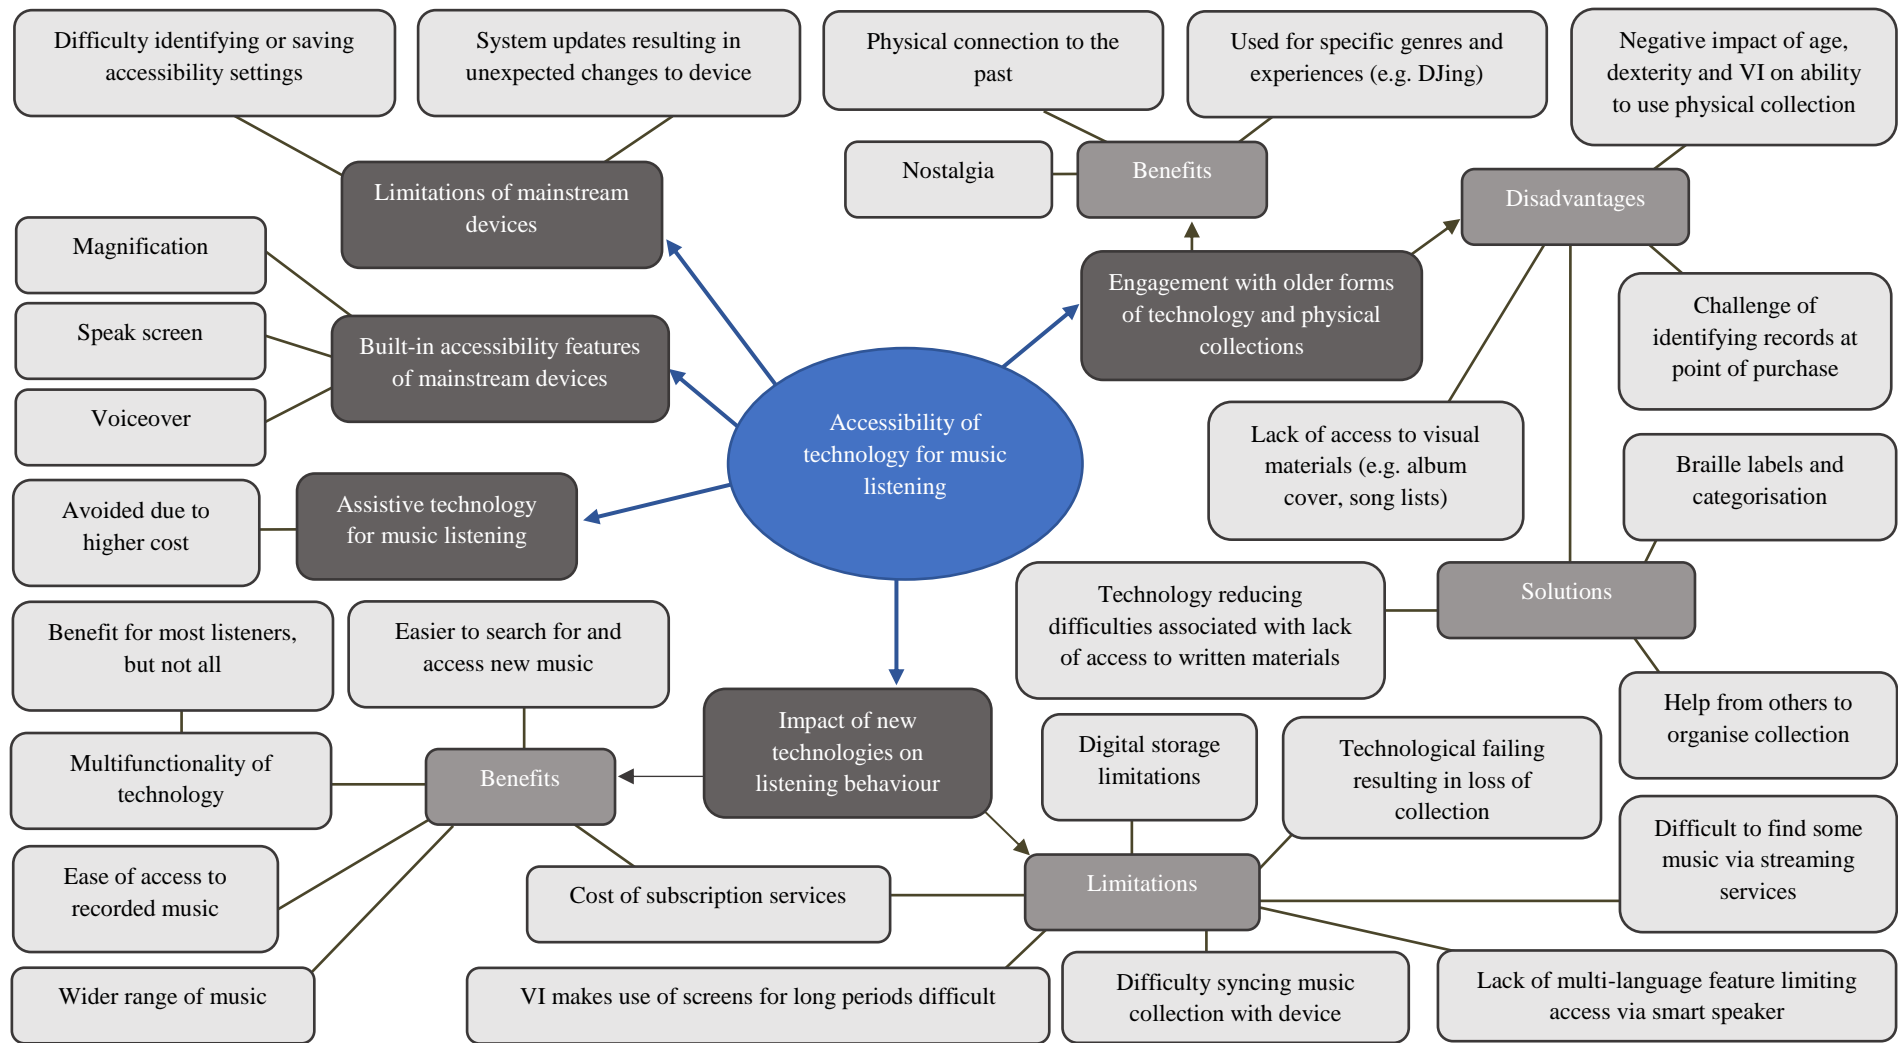 Difficulty identifying or saving
accessibility settings
System updates resulting in
unexpected changes to device
Physical connection to the
past
Used for specific genres and
experiences (e.g. DJing)
Negative impact of age,
dexterity and VI on ability
to use physical collection
Limitations of mainstream
devices
Nostalgia
Benefits
Disadvantages
Magnification
Speak screen
Voiceover
Built-in accessibility features
of mainstream devices
Engagement with older forms
of technology and physical
collections
Challenge of
identifying records at
point of purchase
Accessibility of
technology for music
listening
Lack of access to visual
materials (e.g. album
cover, song lists)
Braille labels and
categorisation
Avoided due to
higher cost
Assistive technology
for music listening
Technology reducing
difficulties associated with lack
of access to written materials
Solutions
Help from others to
organise collection
Benefit for most listeners,
but not all
Easier to search for and
access new music
Multifunctionality of
technology
Benefits
Impact of new
technologies on
listening behaviour
Digital storage
limitations
Technological failing
resulting in loss of
collection
Difficult to find some
music via streaming
services
Ease of access to
recorded music
Cost of subscription services
Limitations
Wider range of music
VI makes use of screens for long periods difficult
Difficulty syncing music
collection with device
Lack of multi-language feature limiting
access via smart speaker